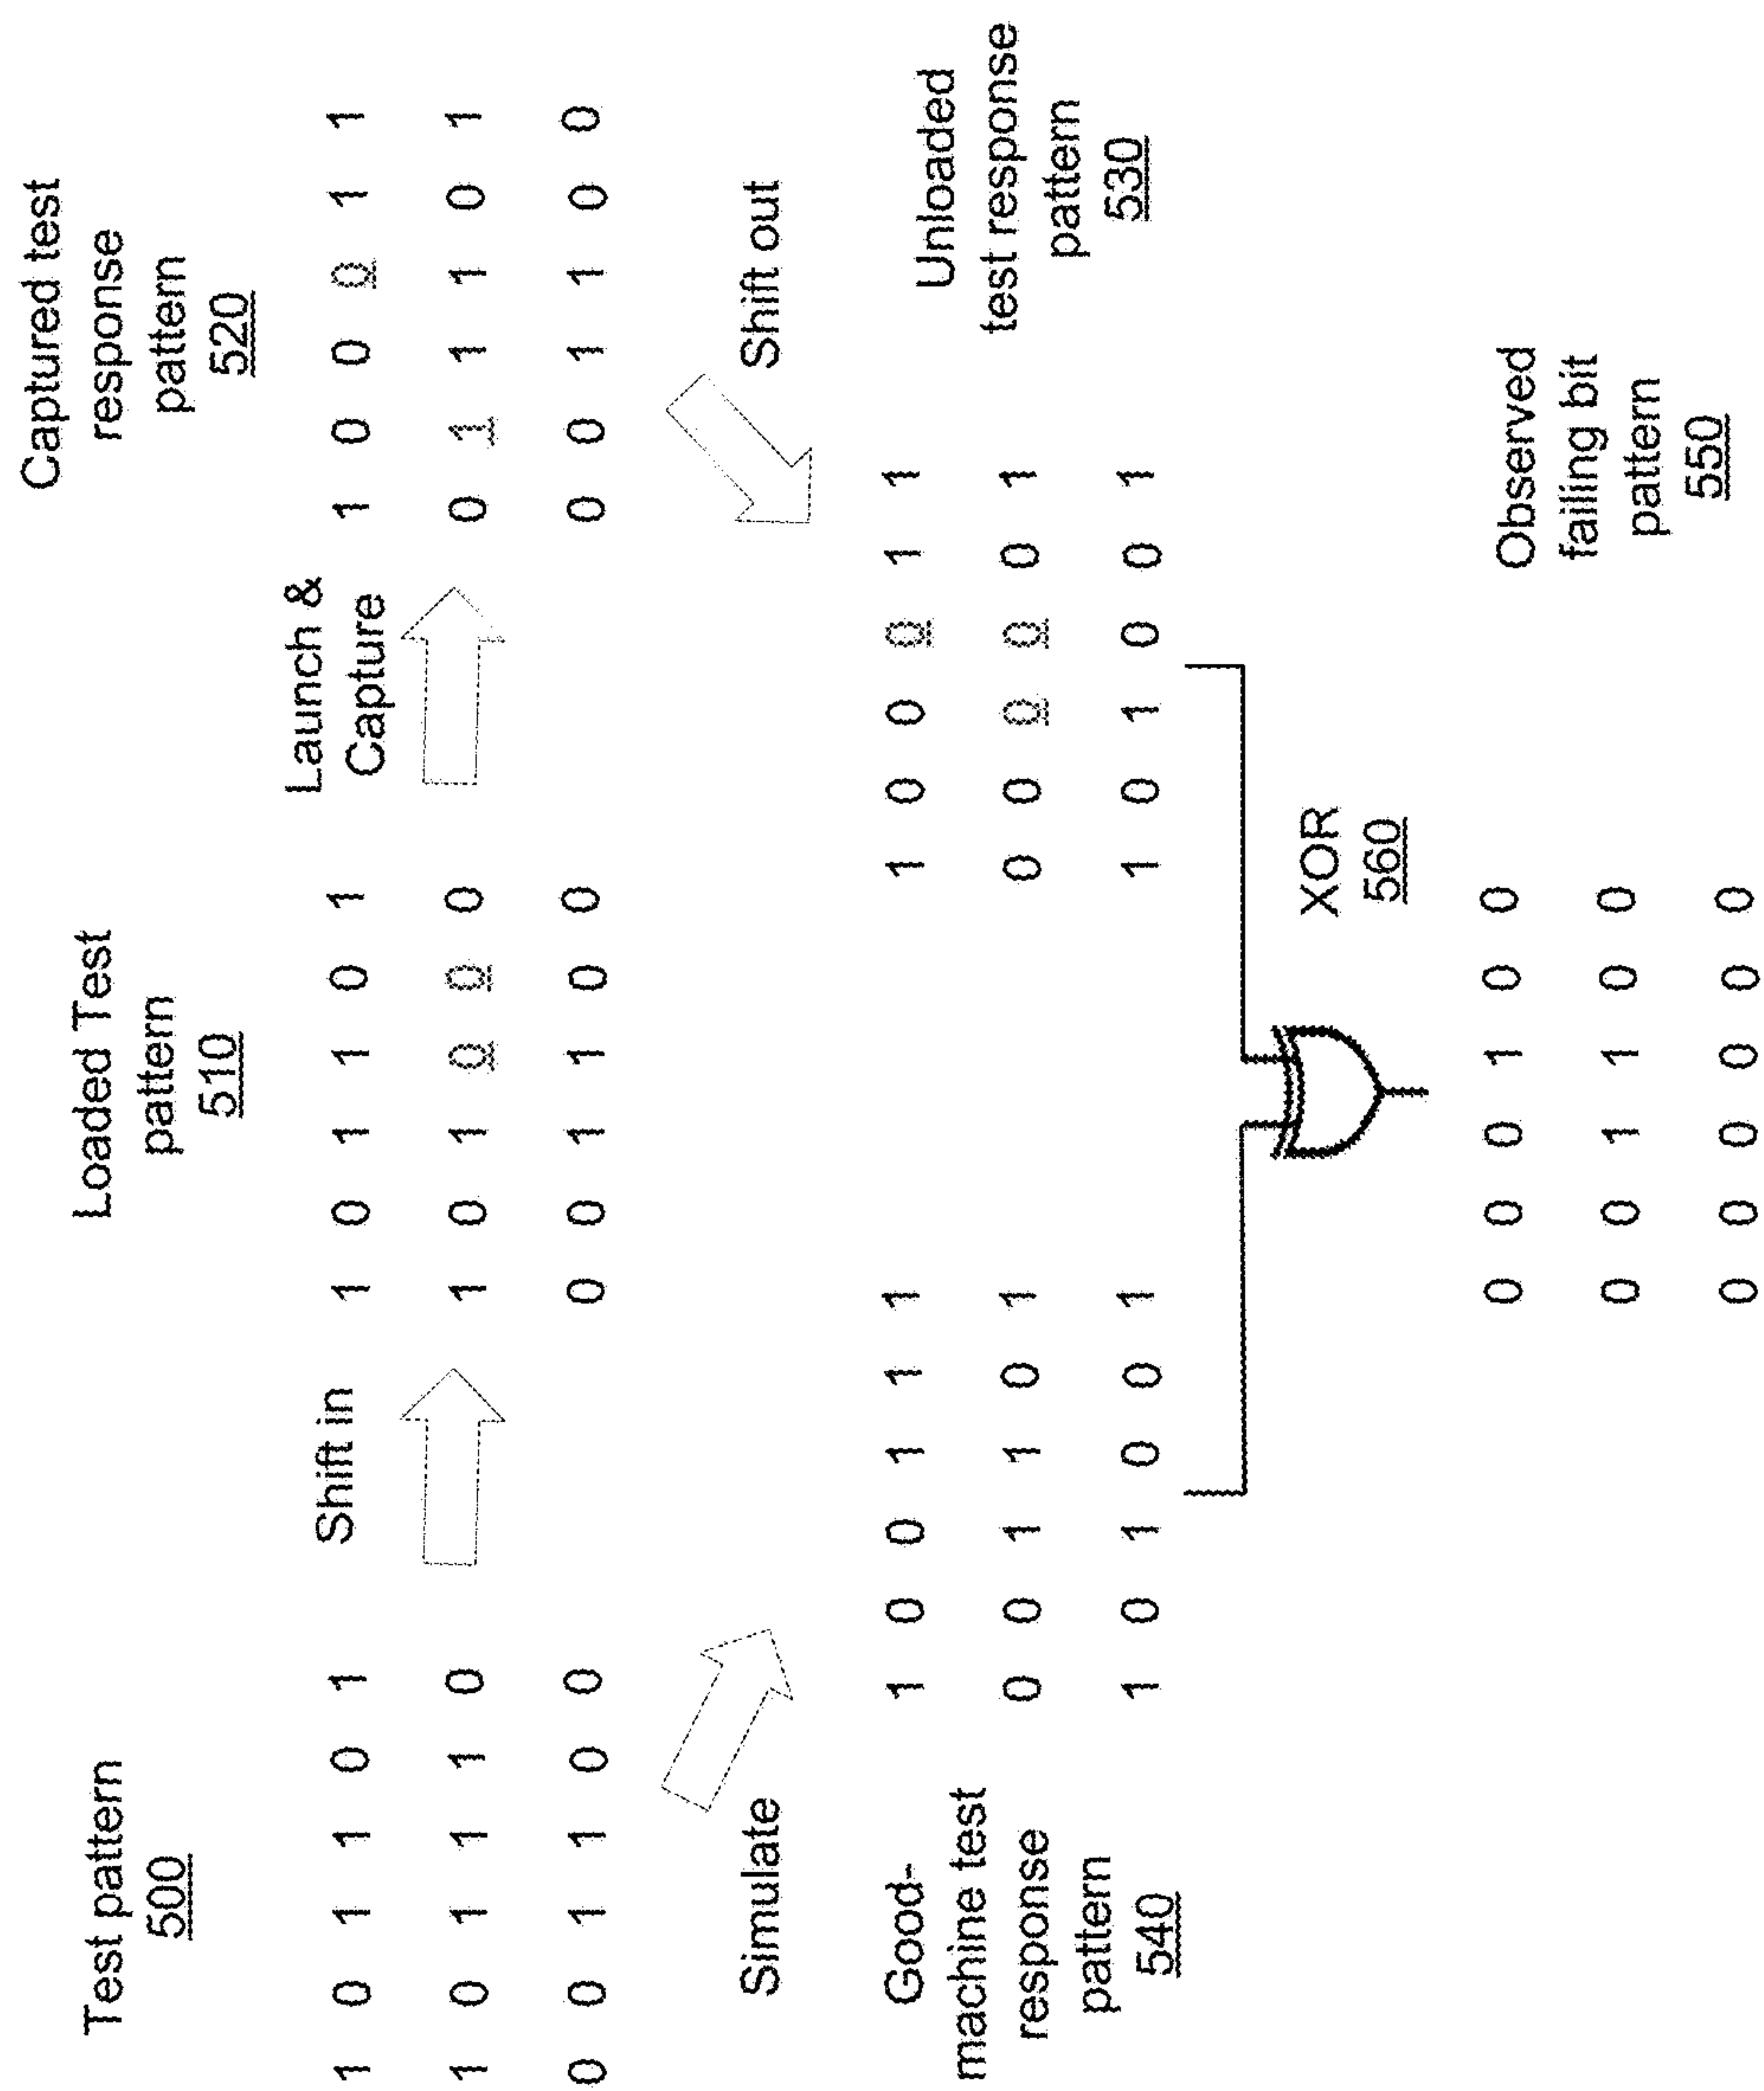 Test pattern
500
1 0 1 1 0 1
1 0 1 1 1 0
0 0 1 1 0 0
Shift in
Loaded Test
pattern
510
1 0 1 1 0 1
1 0 1 0 0 0
0 0 1 1 0 0
Launch &
Capture
Captured test
response
pattern
520
1 0 0 0 1 1
0 1 1 1 0 1
0 0 1 1 0 0
Simulate
Shift out
Good-
machine test
response
pattern
540
1 0 0 1 1 1
0 0 1 1 0 1
1 0 1 0 0 1
1 0 0 0 1 1
0 0 0 0 0 1
1 0 1 0 0 1
Unloaded
test response
pattern
530
XOR
560
0 0 0 1 0 0
0 0 1 1 0 0
0 0 0 0 0 0
Observed
failing bit
pattern
550